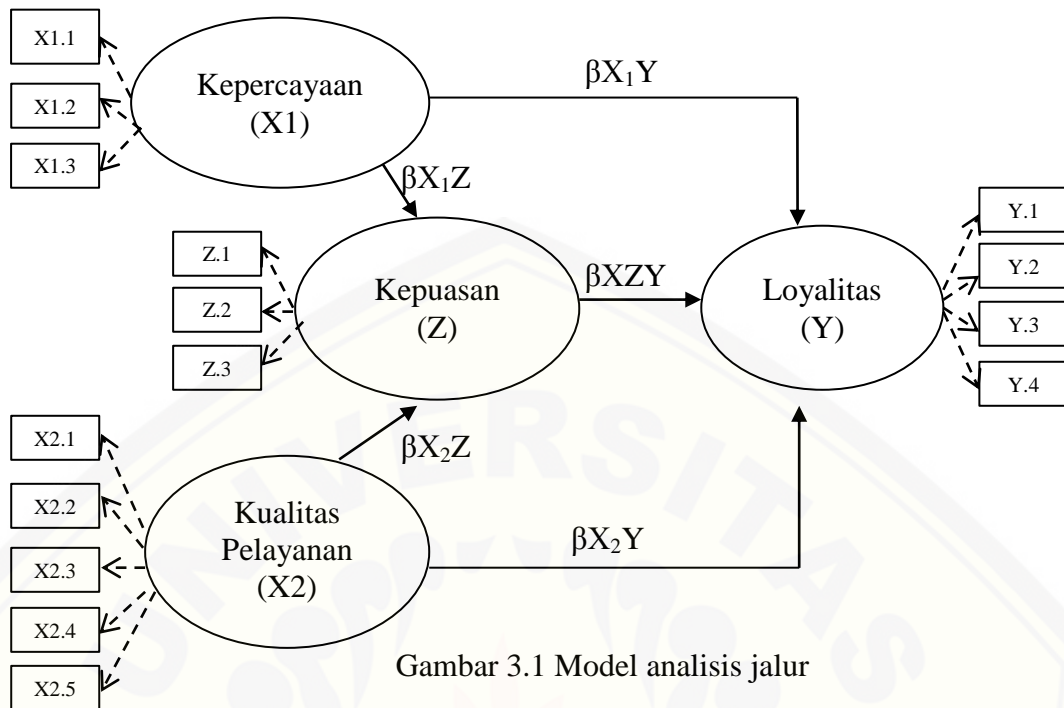 X1.1
X1.2
X1.3
Kepercayaan
(X1)
βX₁Y
βX₁Z
Z.1
Z.2
Z.3
Kepuasan
(Z)
βXZY
Loyalitas
(Y)
Y.1
Y.2
Y.3
Y.4
X2.1
X2.2
X2.3
X2.4
X2.5
βX₂Z
Kualitas
Pelayanan
(X2)
βX₂Y
Gambar 3.1 Model analisis jalur
UNIVERSITAS